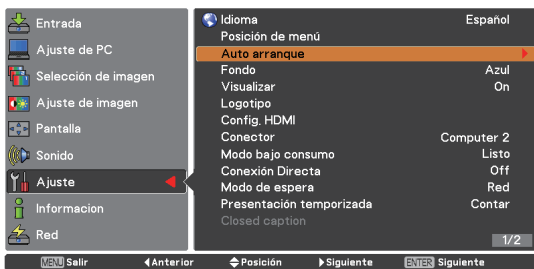 Entrada
Ajuste de PC
Selección de imagen
Ajuste de imagen
Pantalla
Sonido
Ajuste
Informacion
Red
Idioma Español
Posición de menú
Auto arranque
Fondo Azul
Visualizar On
Logotipo
Config. HDMI
Conector Computer 2
Modo bajo consumo Listo
Conexión Directa Off
Modo de espera Red
Presentación temporizada Contar
Closed caption
1/2
MENU Salir Anterior Posición Siguiente ENTER Siguiente